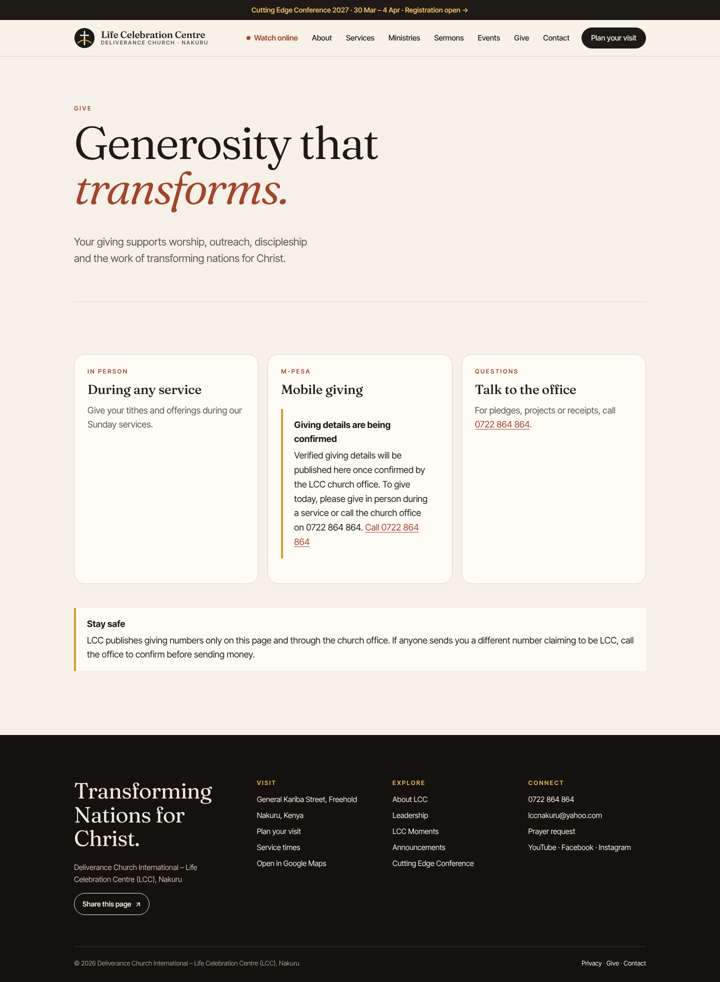 Cutting Edge Conference 2027 · 30 Mar – 4 Apr · Registration open →
Life Celebration Centre
DELIVERANCE CHURCH · NAKURU
Watch online
About
Services
Ministries
Sermons
Events
Give
Contact
Plan your visit
GIVE
Generosity that
transforms.
Your giving supports worship, outreach, discipleship
and the work of transforming nations for Christ.
IN PERSON
During any service
Give your tithes and offerings during our
Sunday services.
M-PESA
Mobile giving
Giving details are being
confirmed
Verified giving details will be
published here once confirmed by
the LCC church office. To give
today, please give in person during
a service or call the church office
on 0722 864 864. Call 0722 864
864
QUESTIONS
Talk to the office
For pledges, projects or receipts, call
0722 864 864.
Stay safe
LCC publishes giving numbers only on this page and through the church office. If anyone sends you a different number claiming to be LCC, call
the office to confirm before sending money.
Transforming
Nations for
Christ.
Deliverance Church International – Life
Celebration Centre (LCC), Nakuru
Share this page ↗
VISIT
General Kariba Street, Freehold
Nakuru, Kenya
Plan your visit
Service times
Open in Google Maps
EXPLORE
About LCC
Leadership
LCC Moments
Announcements
Cutting Edge Conference
CONNECT
0722 864 864
lccnakuru@yahoo.com
Prayer request
YouTube · Facebook · Instagram
© 2026 Deliverance Church International – Life Celebration Centre (LCC), Nakuru
Privacy · Give · Contact